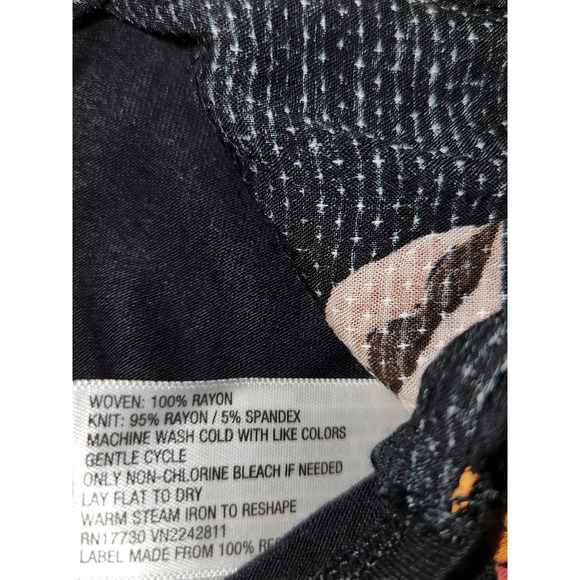 WOVEN: 100% RAYON
KNIT: 95% RAYON / 5% SPANDEX
MACHINE WASH COLD WITH LIKE COLORS
GENTLE CYCLE
ONLY NON-CHLORINE BLEACH IF NEEDED
LAY FLAT TO DRY
WARM STEAM IRON TO RESHAPE
RN17730 VN2242811
LABEL MADE FROM 100%